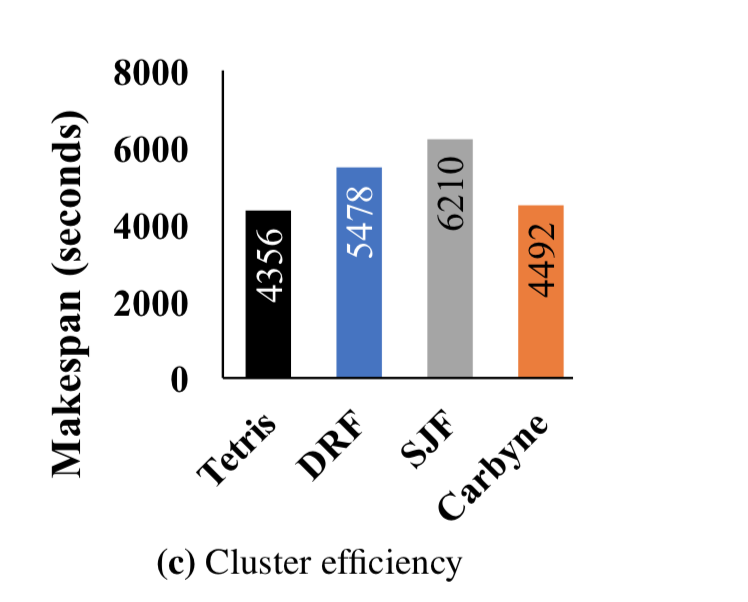 Makespan (seconds)
8000
6000
4000
2000
0
4356
5478
6210
4492
Tetris
DRF
SJF
Carbyne
(c) Cluster efficiency